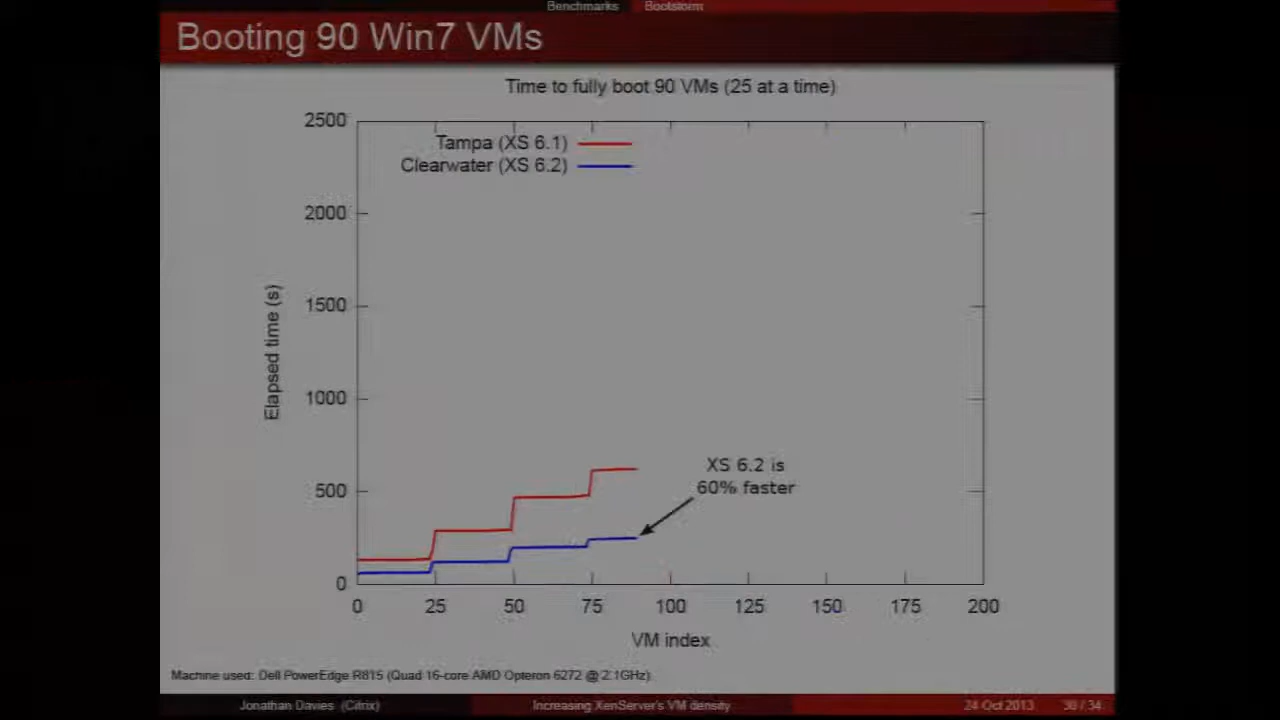 Benchmarks Bootstorm
Booting 90 Win7 VMs
Time to fully boot 90 VMs (25 at a time)
2500
Tampa (XS 6.1)
Clearwater (XS 6.2)
2000
1500
Elapsed time (s)
1000
XS 6.2 is
60% faster
500
0
0 25 50 75 100 125 150 175 200
VM index
Machine used: Dell PowerEdge R815 (Quad 16-core AMD Opteron 6272 @ 2.1GHz)
Jonathan Davies (Citrix) Increasing XenServer's VM density 24 Oct 2013 30 / 34